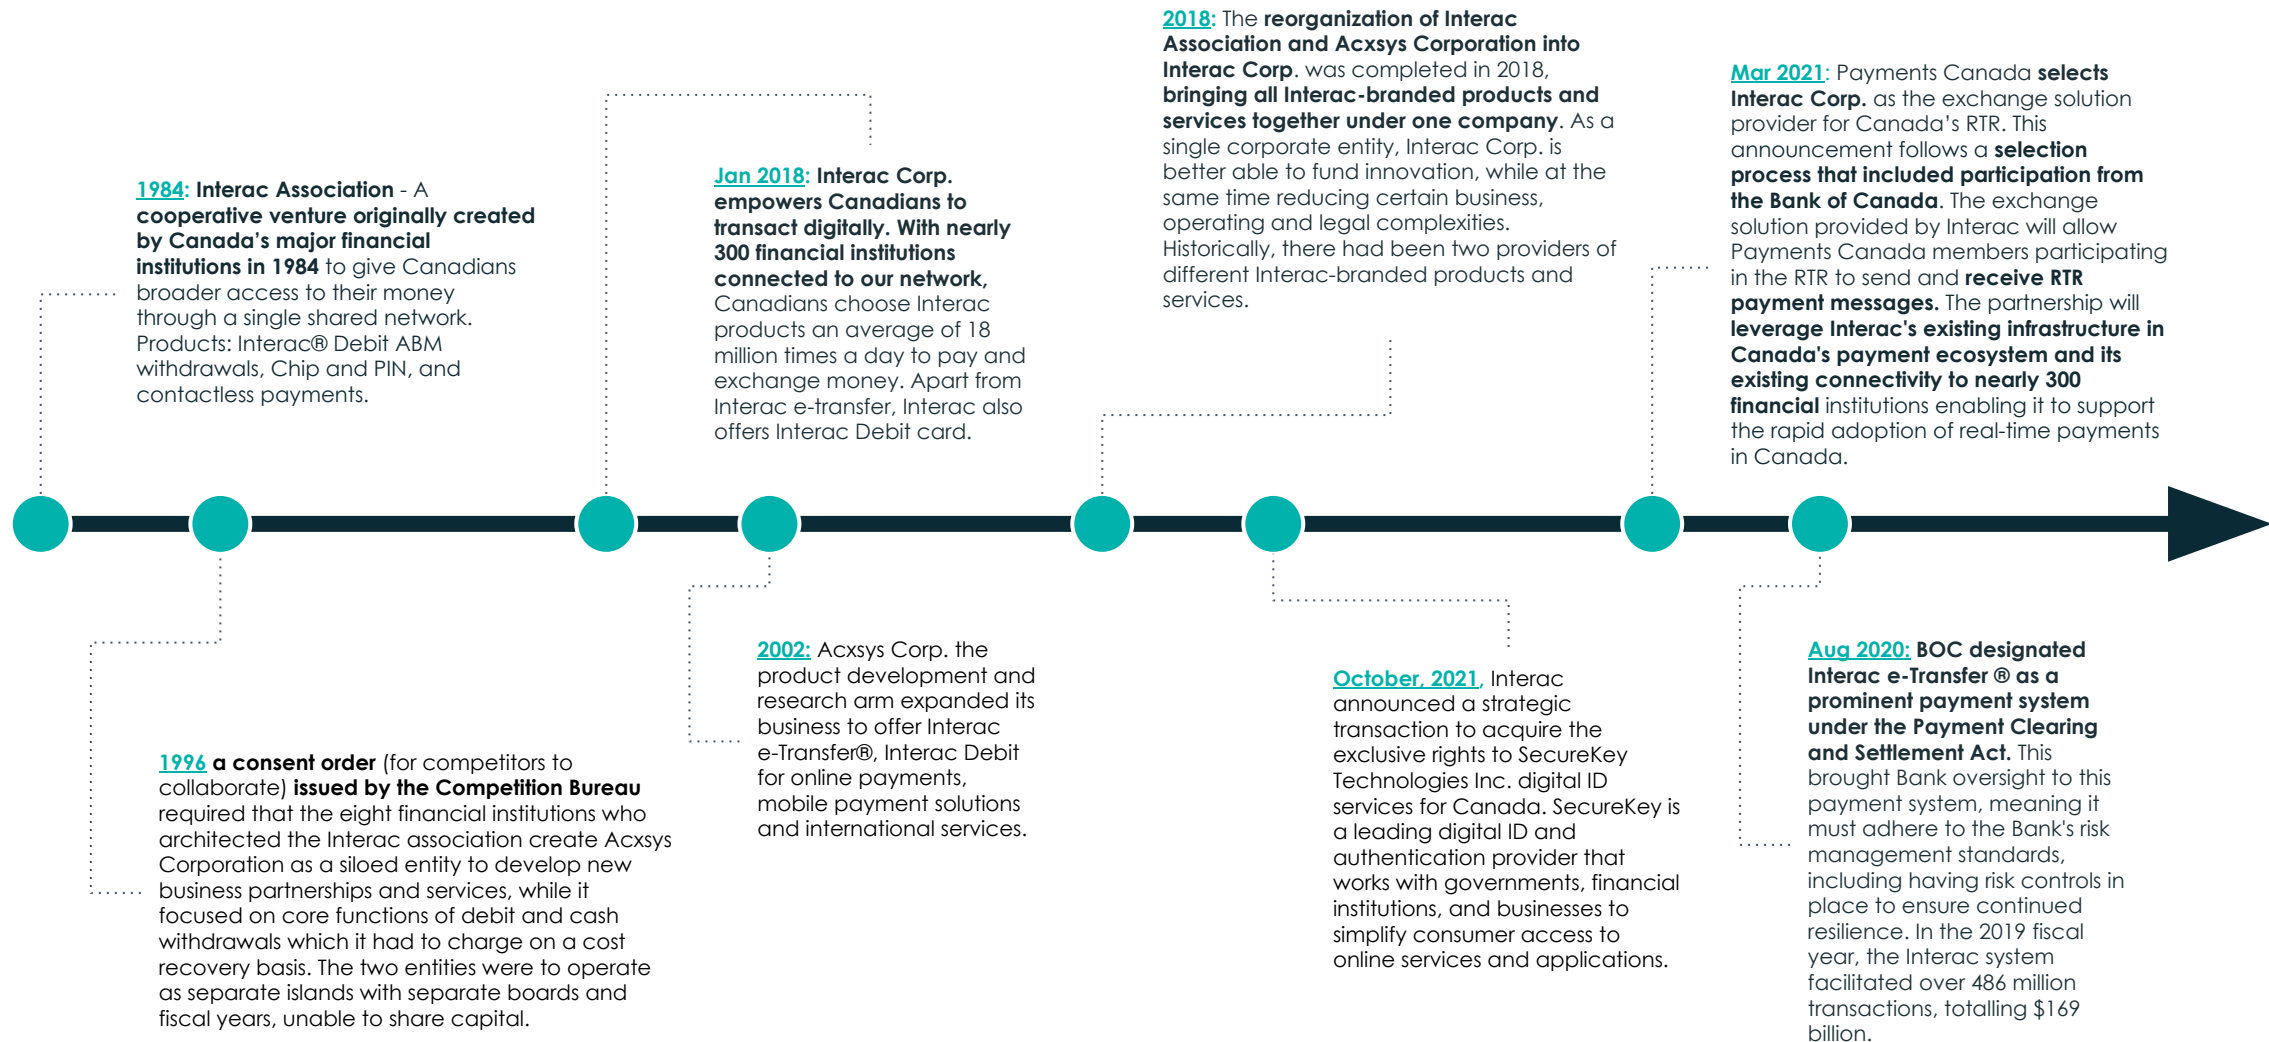 1984: Interac Association - A
cooperative venture originally created
by Canada's major financial
institutions in 1984 to give Canadians
broader access to their money
through a single shared network.
Products: Interac® Debit ABM
withdrawals, Chip and PIN, and
contactless payments.
1996 a consent order (for competitors to
collaborate) issued by the Competition Bureau
required that the eight financial institutions who
architected the Interac association create Acxsys
Corporation as a siloed entity to develop new
business partnerships and services, while it
focused on core functions of debit and cash
withdrawals which it had to charge on a cost
recovery basis. The two entities were to operate
as separate islands with separate boards and
fiscal years, unable to share capital.
Jan 2018: Interac Corp.
empowers Canadians to
transact digitally. With nearly
300 financial institutions
connected to our network,
Canadians choose Interac
products an average of 18
million times a day to pay and
exchange money. Apart from
Interac e-transfer, Interac also
offers Interac Debit card.
2002: Acxsys Corp. the
product development and
research arm expanded its
business to offer Interac
e-Transfer®, Interac Debit
for online payments,
mobile payment solutions
and international services.
2018: The reorganization of Interac
Association and Acxsys Corporation into
Interac Corp. was completed in 2018,
bringing all Interac-branded products and
services together under one company. As a
single corporate entity, Interac Corp. is
better able to fund innovation, while at the
same time reducing certain business,
operating and legal complexities.
Historically, there had been two providers of
different Interac-branded products and
services.
October, 2021, Interac
announced a strategic
transaction to acquire the
exclusive rights to SecureKey
Technologies Inc. digital ID
services for Canada. SecureKey is
a leading digital ID and
authentication provider that
works with governments, financial
institutions, and businesses to
simplify consumer access to
online services and applications.
Mar 2021: Payments Canada selects
Interac Corp. as the exchange solution
provider for Canada's RTR. This
announcement follows a selection
process that included participation from
the Bank of Canada. The exchange
solution provided by Interac will allow
Payments Canada members participating
in the RTR to send and receive RTR
payment messages. The partnership will
leverage Interac's existing infrastructure in
Canada's payment ecosystem and its
existing connectivity to nearly 300
financial institutions enabling it to support
the rapid adoption of real-time payments
in Canada.
Aug 2020: BOC designated
Interac e-Transfer ® as a
prominent payment system
under the Payment Clearing
and Settlement Act. This
brought Bank oversight to this
payment system, meaning it
must adhere to the Bank's risk
management standards,
including having risk controls in
place to ensure continued
resilience. In the 2019 fiscal
year, the Interac system
facilitated over 486 million
transactions, totalling $169
billion.